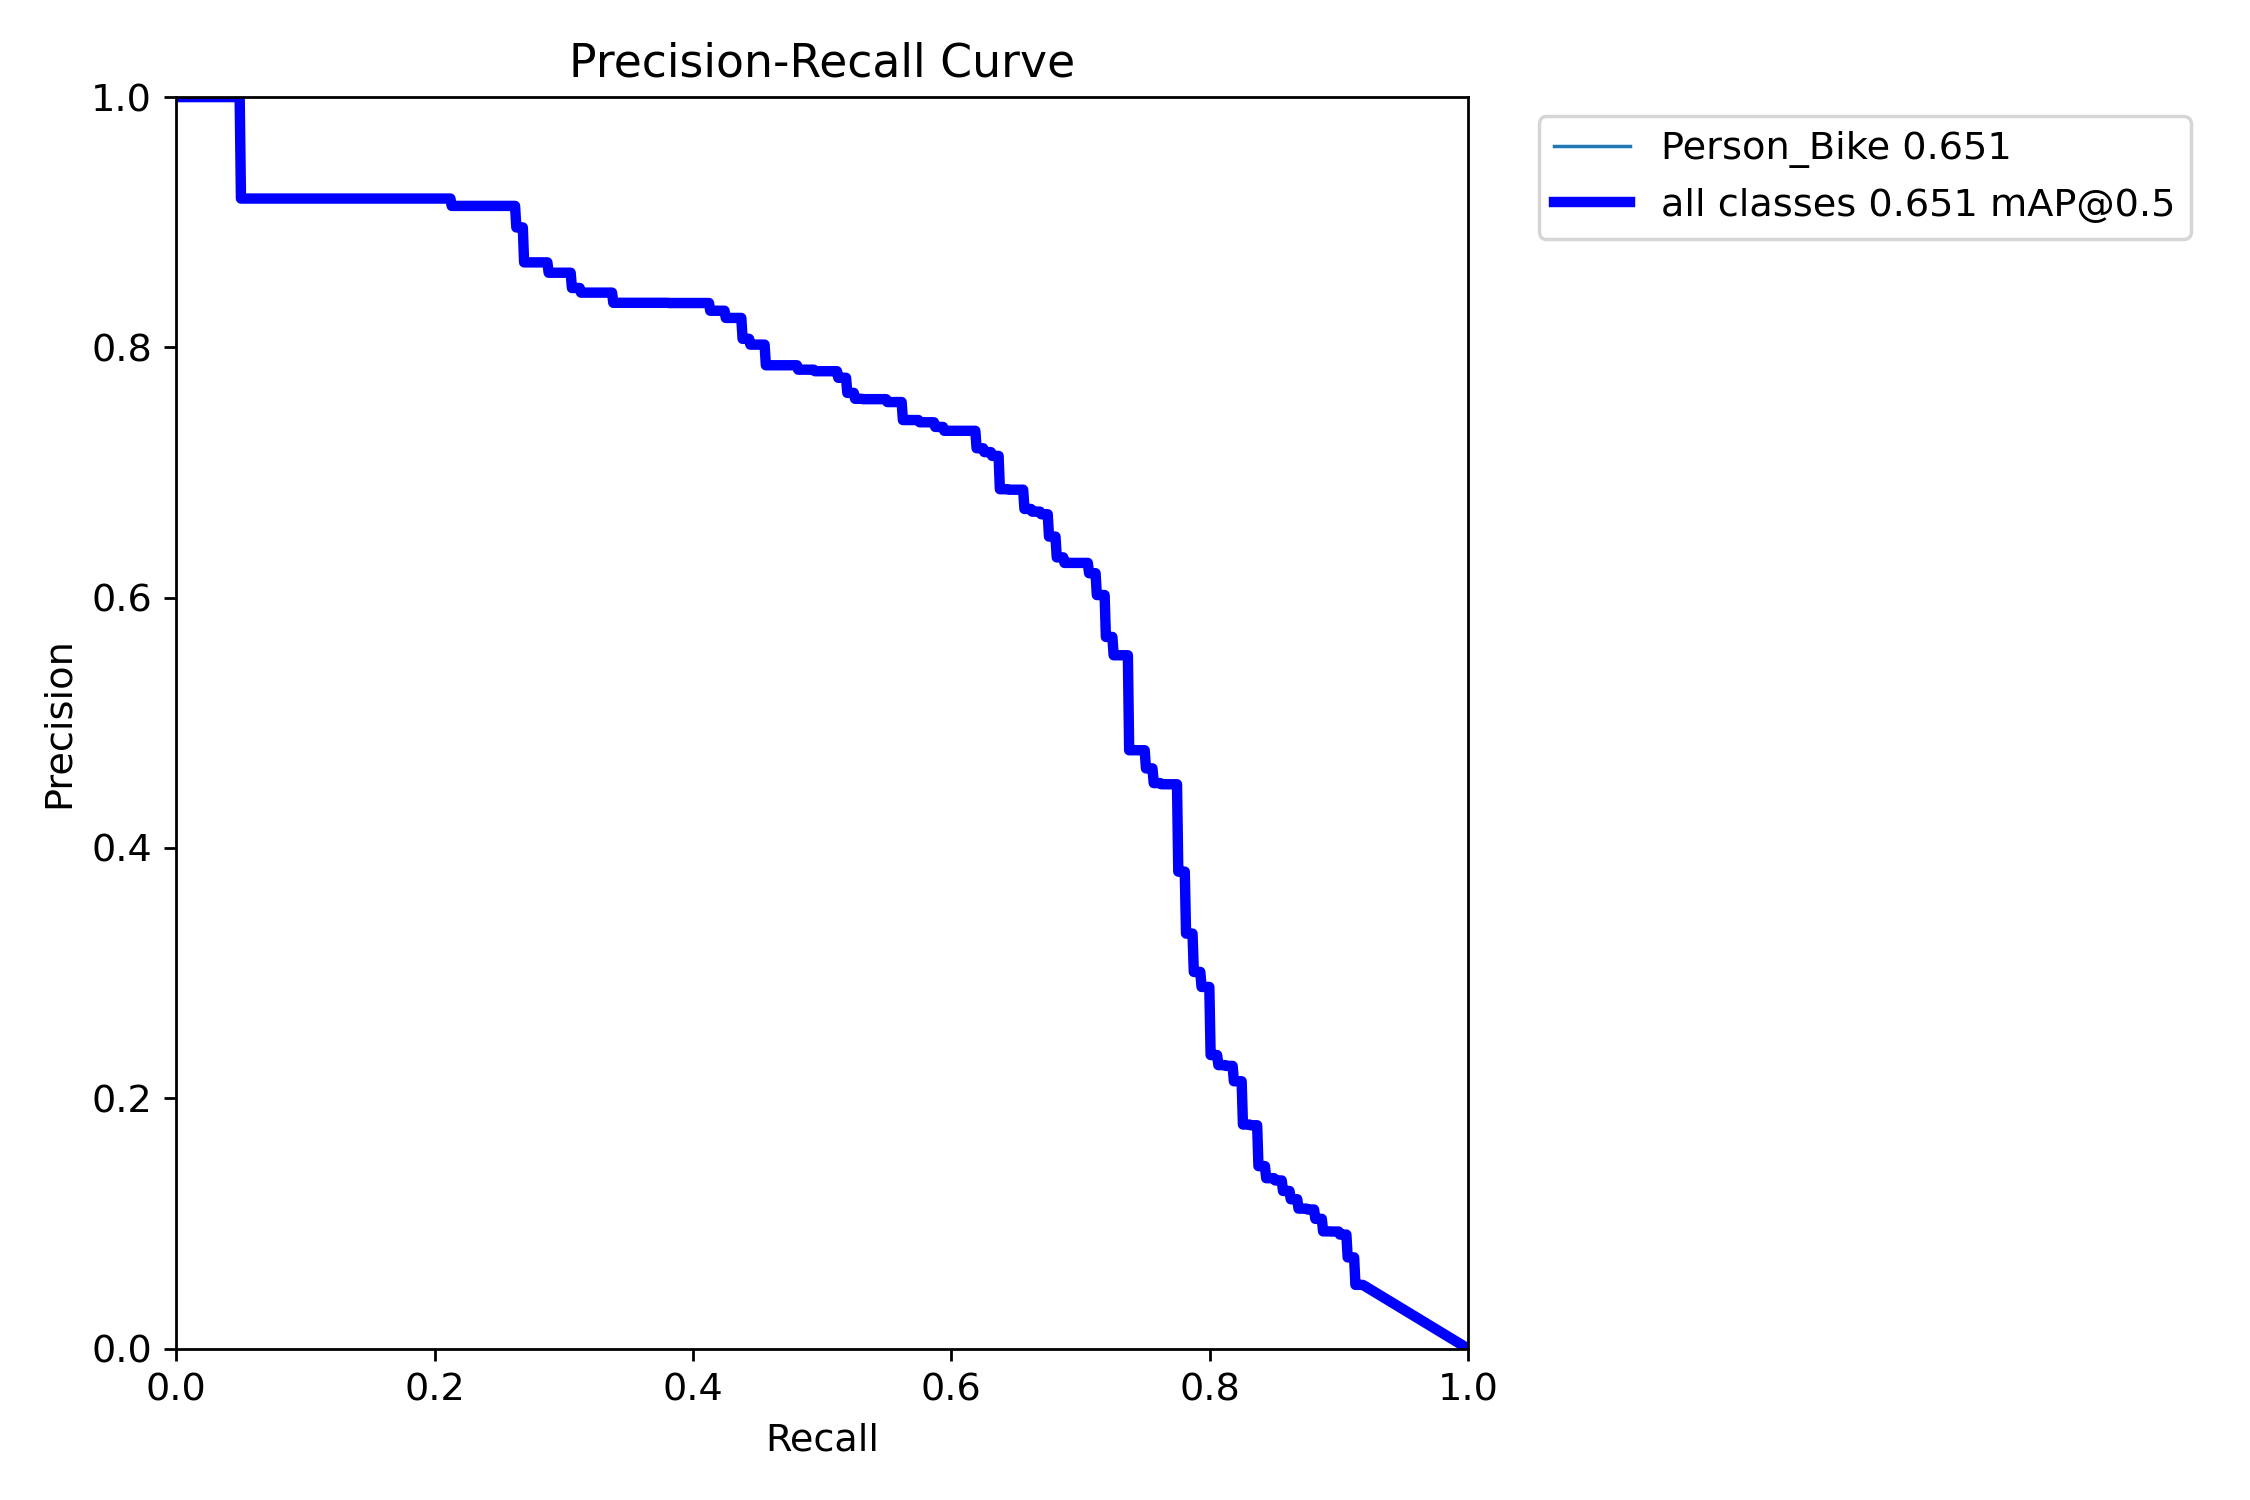 Precision-Recall Curve
Person_Bike 0.651
all classes 0.651 mAP@0.5
1.0
0.8
0.6
0.4
0.2
0.0
Precision
0.0 0.2 0.4 0.6 0.8 1.0
Recall